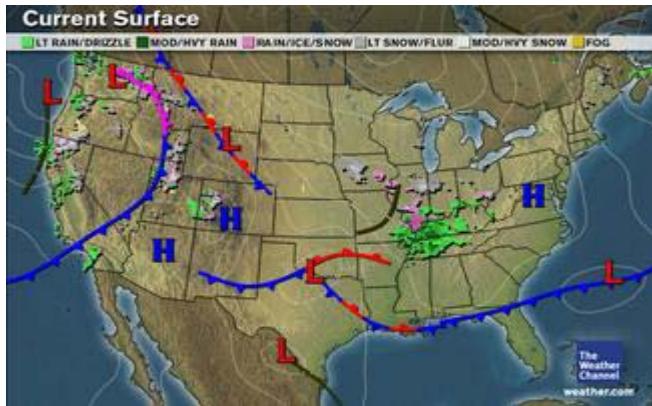 Current Surface
LT RAIN/DRIZZLE MOD/HVY RAIN RAIN/ICE/SNOW LT SNOW/FLUR MOD/HVY SNOW FOG
L
L
L
H
H
H
L
L
L
The
Weather
Channel
weather.com